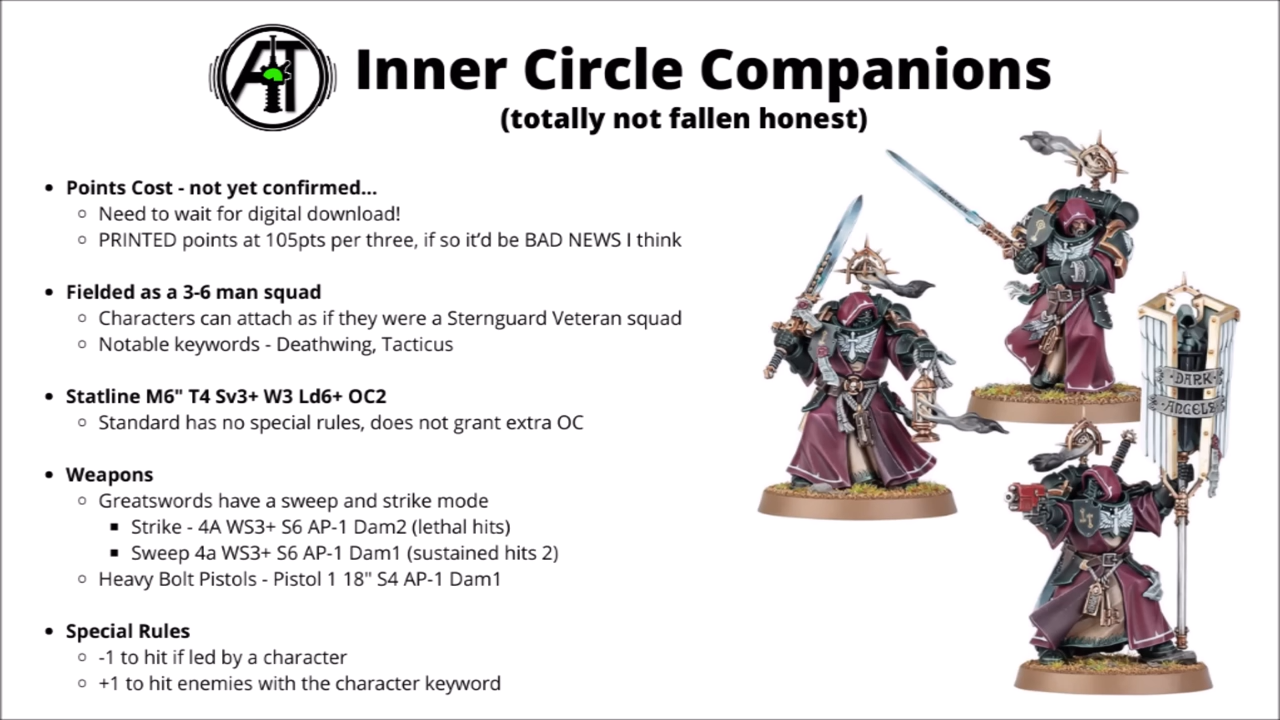 AT
Inner Circle Companions
(totally not fallen honest)
• Points Cost - not yet confirmed...
○ Need to wait for digital download!
○ PRINTED points at 105pts per three, if so it'd be BAD NEWS I think
• Fielded as a 3-6 man squad
○ Characters can attach as if they were a Sternguard Veteran squad
○ Notable keywords - Deathwing, Tacticus
• Statline M6" T4 Sv3+ W3 Ld6+ OC2
○ Standard has no special rules, does not grant extra OC
• Weapons
○ Greatswords have a sweep and strike mode
▪ Strike - 4A WS3+ S6 AP-1 Dam2 (lethal hits)
▪ Sweep 4a WS3+ S6 AP-1 Dam1 (sustained hits 2)
○ Heavy Bolt Pistols - Pistol 1 18" S4 AP-1 Dam1
• Special Rules
○ -1 to hit if led by a character
○ +1 to hit enemies with the character keyword
DARK
ANGELS